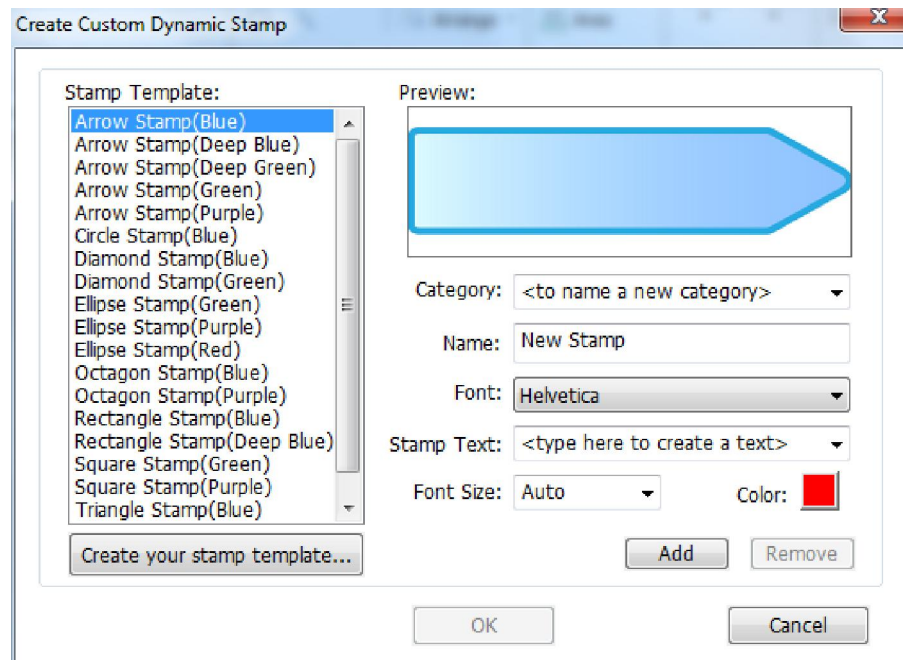 Create Custom Dynamic Stamp
Stamp Template:
Arrow Stamp(Blue)
Arrow Stamp(Deep Blue)
Arrow Stamp(Deep Green)
Arrow Stamp(Green)
Arrow Stamp(Purple)
Circle Stamp(Blue)
Diamond Stamp(Blue)
Diamond Stamp(Green)
Ellipse Stamp(Green)
Ellipse Stamp(Purple)
Ellipse Stamp(Red)
Octagon Stamp(Blue)
Octagon Stamp(Purple)
Rectangle Stamp(Blue)
Rectangle Stamp(Deep Blue)
Square Stamp(Green)
Square Stamp(Purple)
Triangle Stamp(Blue)
Create your stamp template...
Preview:
Category: <to name a new category>
Name: New Stamp
Font: Helvetica
Stamp Text: <type here to create a text>
Font Size: Auto Color:
Add Remove
OK Cancel